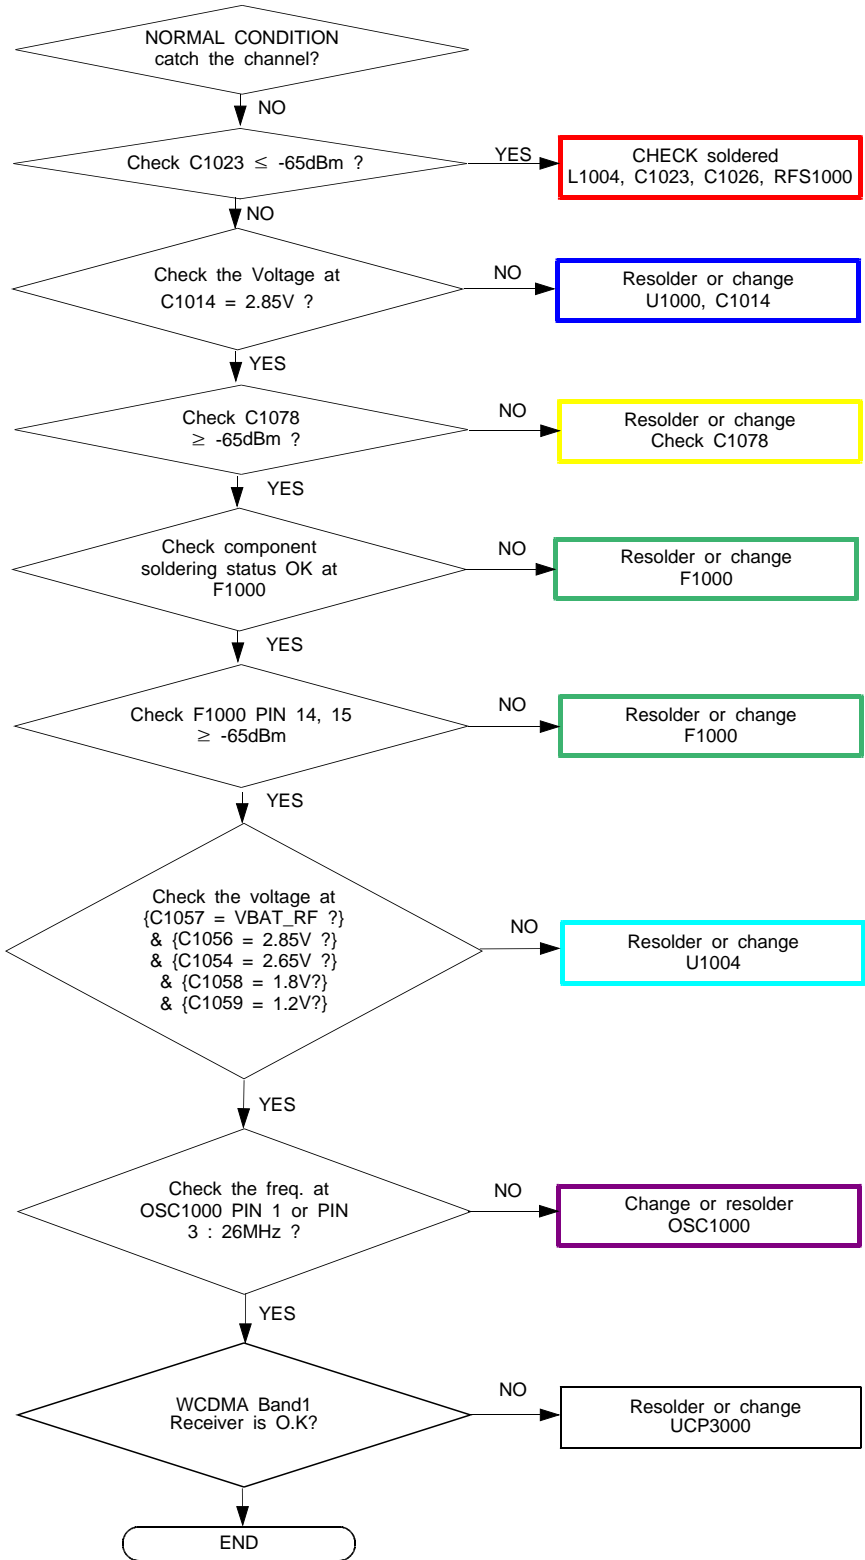 NORMAL CONDITION
catch the channel?
NO
Check C1023 ≤ -65dBm ?
YES
CHECK soldered
L1004, C1023, C1026, RFS1000
NO
Check the Voltage at
C1014 = 2.85V ?
NO
Resolder or change
U1000, C1014
YES
Check C1078
≥ -65dBm ?
NO
Resolder or change
Check C1078
YES
Check component
soldering status OK at
F1000
NO
Resolder or change
F1000
YES
Check F1000 PIN 14, 15
≥ -65dBm
NO
Resolder or change
F1000
YES
Check the voltage at
{C1057 = VBAT_RF ?}
& {C1056 = 2.85V ?}
& {C1054 = 2.65V ?}
& {C1058 = 1.8V?}
& {C1059 = 1.2V?}
NO
Resolder or change
U1004
YES
Check the freq. at
OSC1000 PIN 1 or PIN
3 : 26MHz ?
NO
Change or resolder
OSC1000
YES
WCDMA Band1
Receiver is O.K?
NO
Resolder or change
UCP3000
END